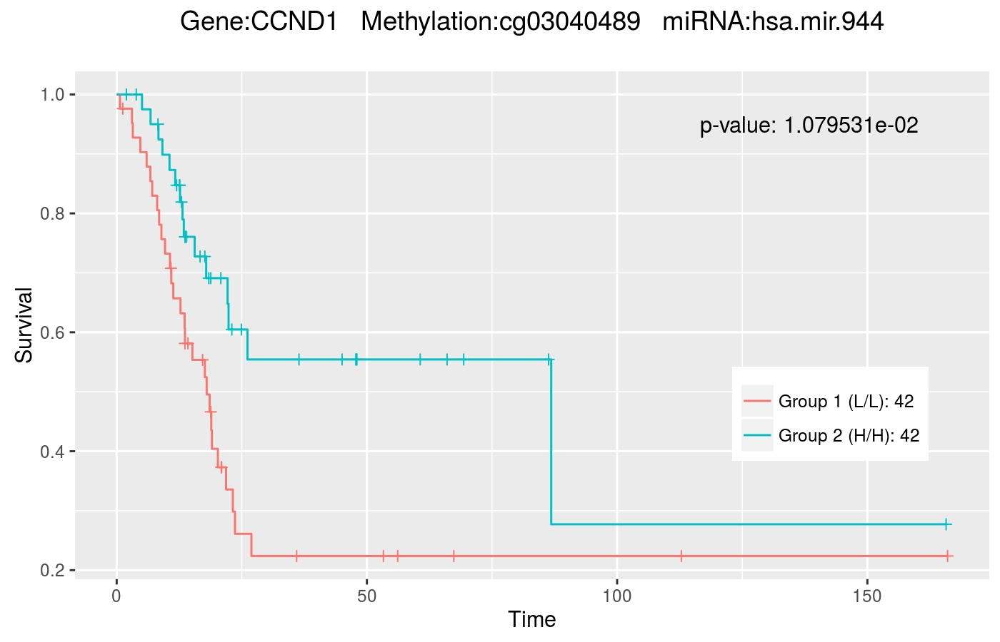 Gene:CCND1   Methylation:cg03040489   miRNA:hsa.mir.944
p-value: 1.079531e-02
1.0
0.8
0.6
0.4
0.2
Survival
Group 1 (L/L): 42
Group 2 (H/H): 42
0 50 100 150
Time